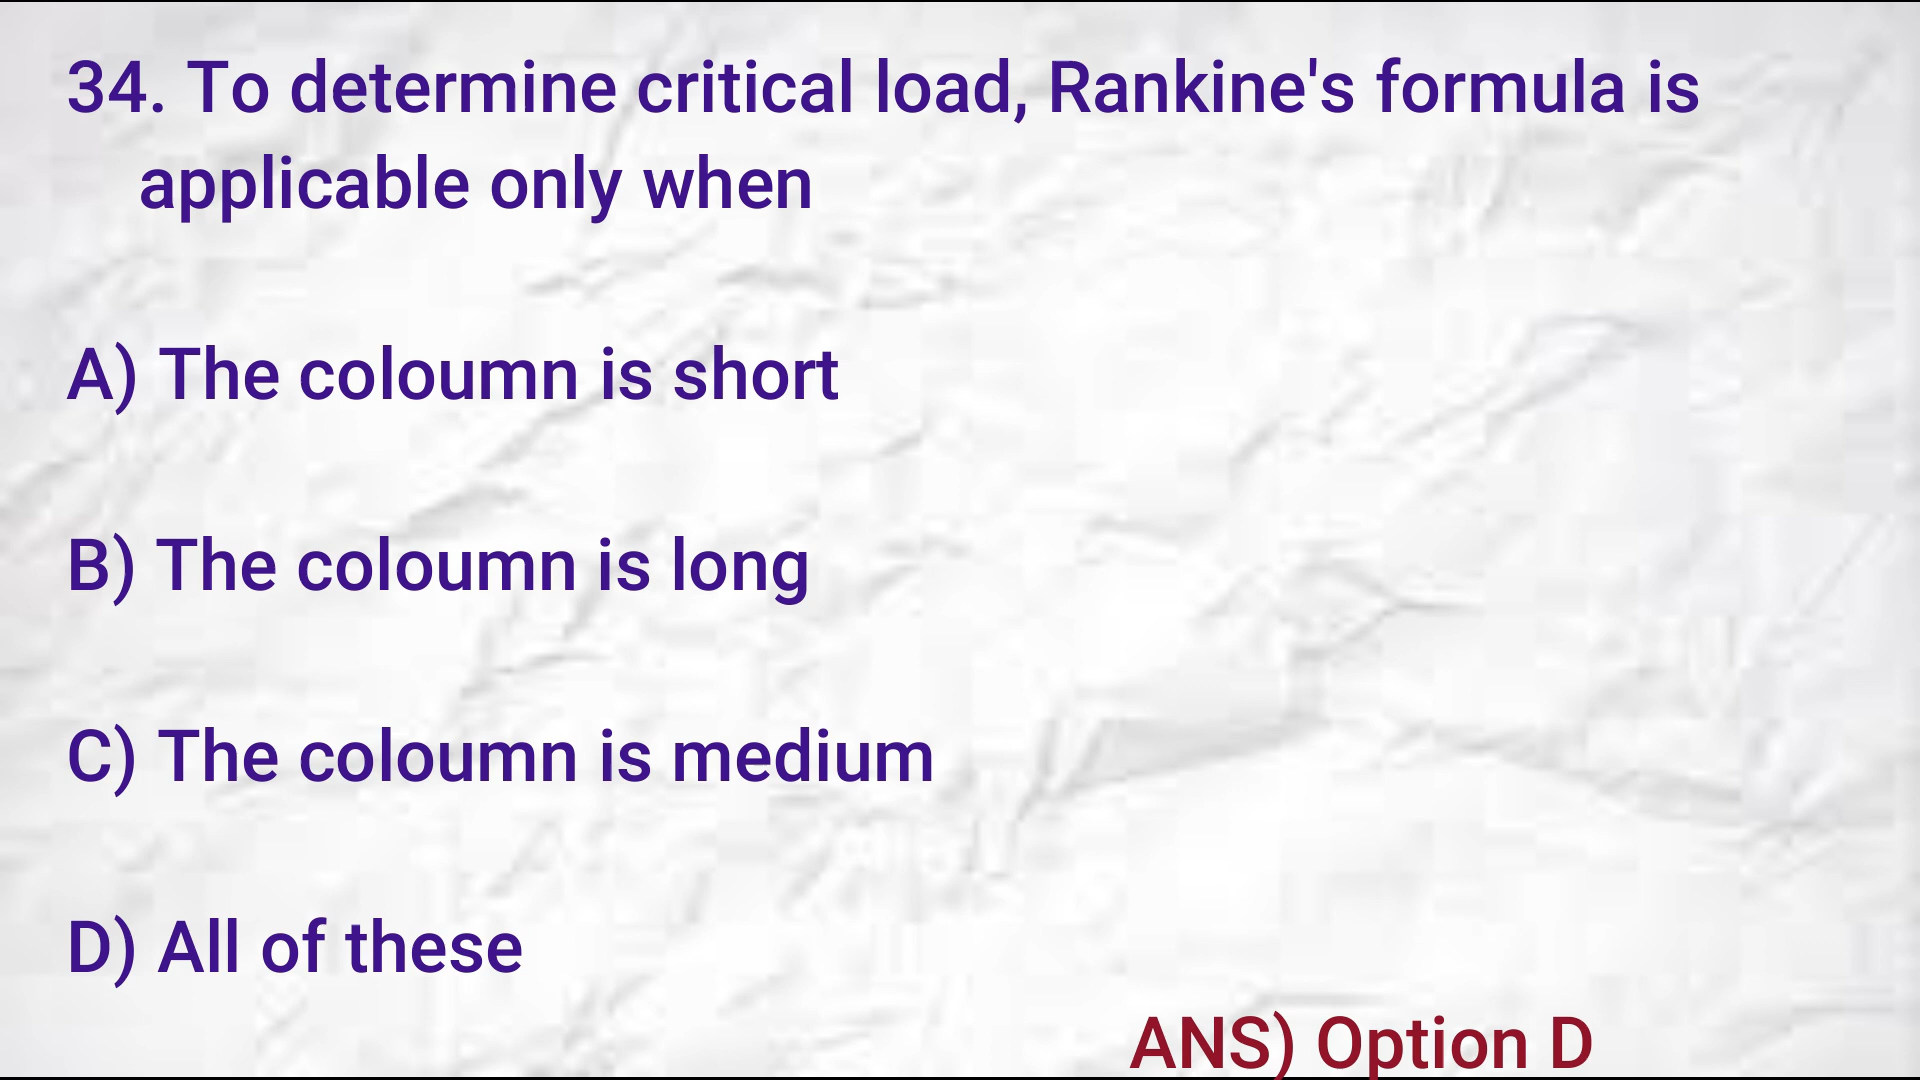 34. To determine critical load, Rankine's formula is
applicable only when
A) The coloumn is short
B) The coloumn is long
C) The coloumn is medium
D) All of these
ANS) Option D